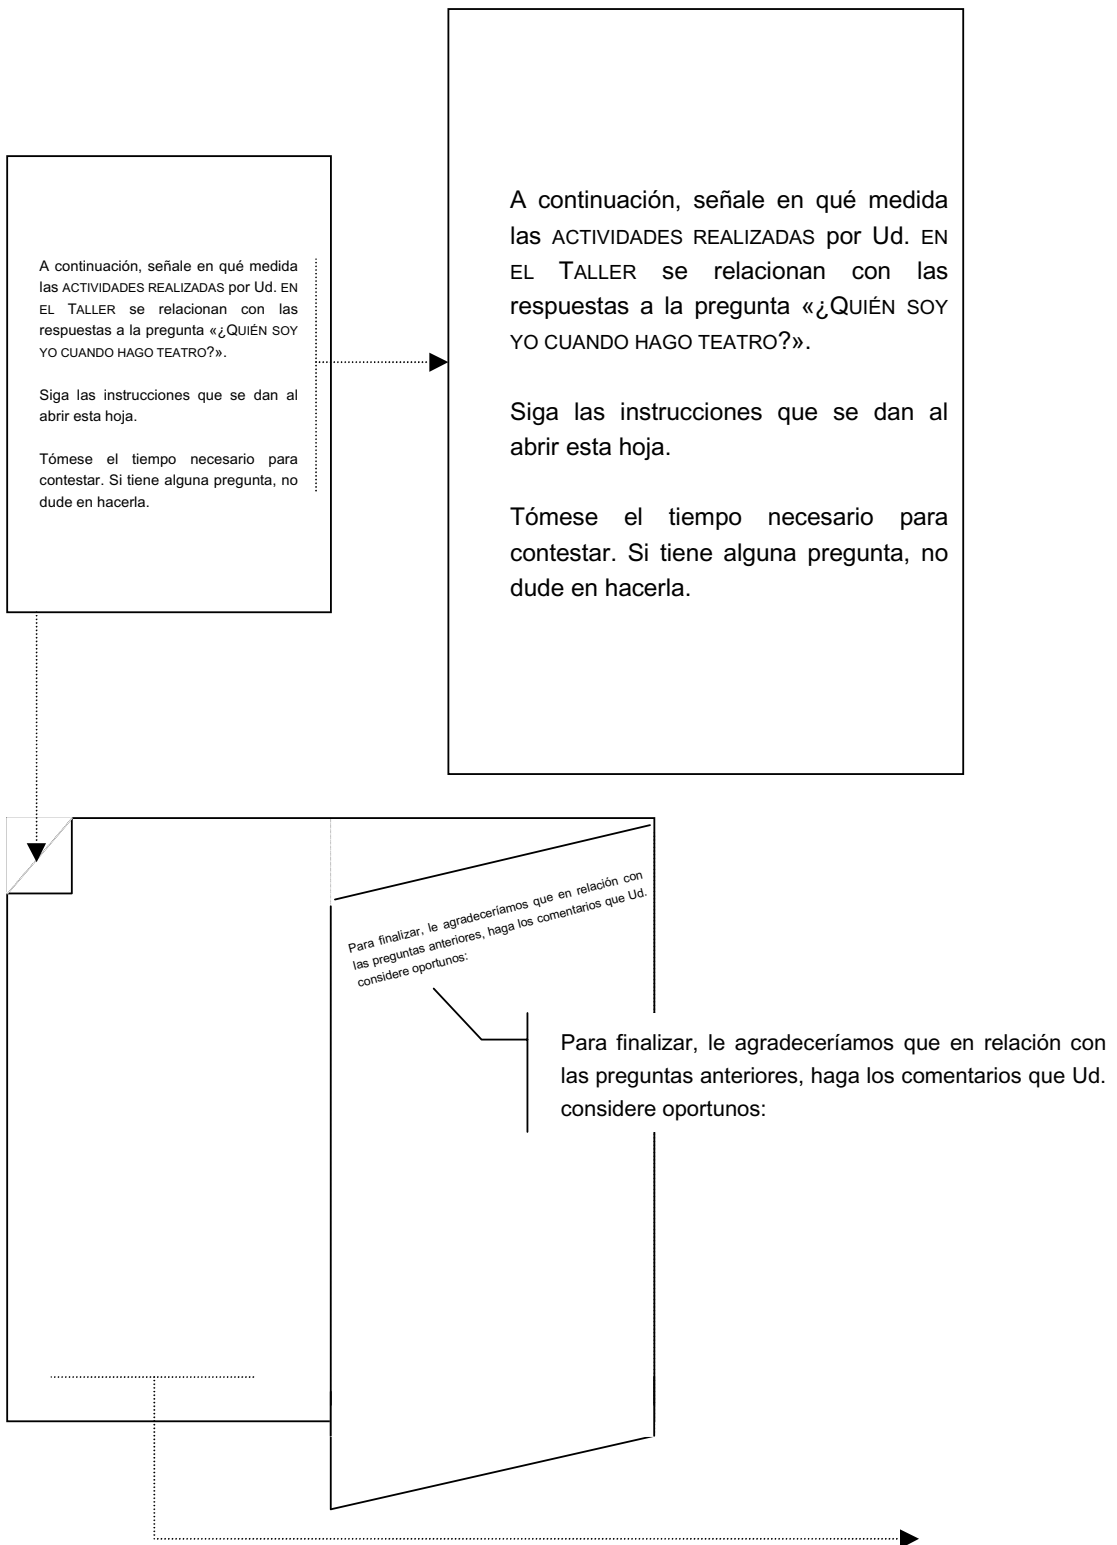 A continuación, señale en qué medida
las ACTIVIDADES REALIZADAS por Ud. EN
EL TALLER se relacionan con las
respuestas a la pregunta «¿QUIÉN SOY
YO CUANDO HAGO TEATRO?».
Siga las instrucciones que se dan al
abrir esta hoja.
Tómese el tiempo necesario para
contestar. Si tiene alguna pregunta, no
dude en hacerla.
A continuación, señale en qué medida
las ACTIVIDADES REALIZADAS por Ud. EN
EL TALLER se relacionan con las
respuestas a la pregunta «¿QUIÉN SOY
YO CUANDO HAGO TEATRO?».
Siga las instrucciones que se dan al
abrir esta hoja.
Tómese el tiempo necesario para
contestar. Si tiene alguna pregunta, no
dude en hacerla.
Para finalizar, le agradeceríamos que en relación con
las preguntas anteriores, haga los comentarios que Ud.
considere oportunos:
Para finalizar, le agradeceríamos que en relación con
las preguntas anteriores, haga los comentarios que Ud.
considere oportunos: